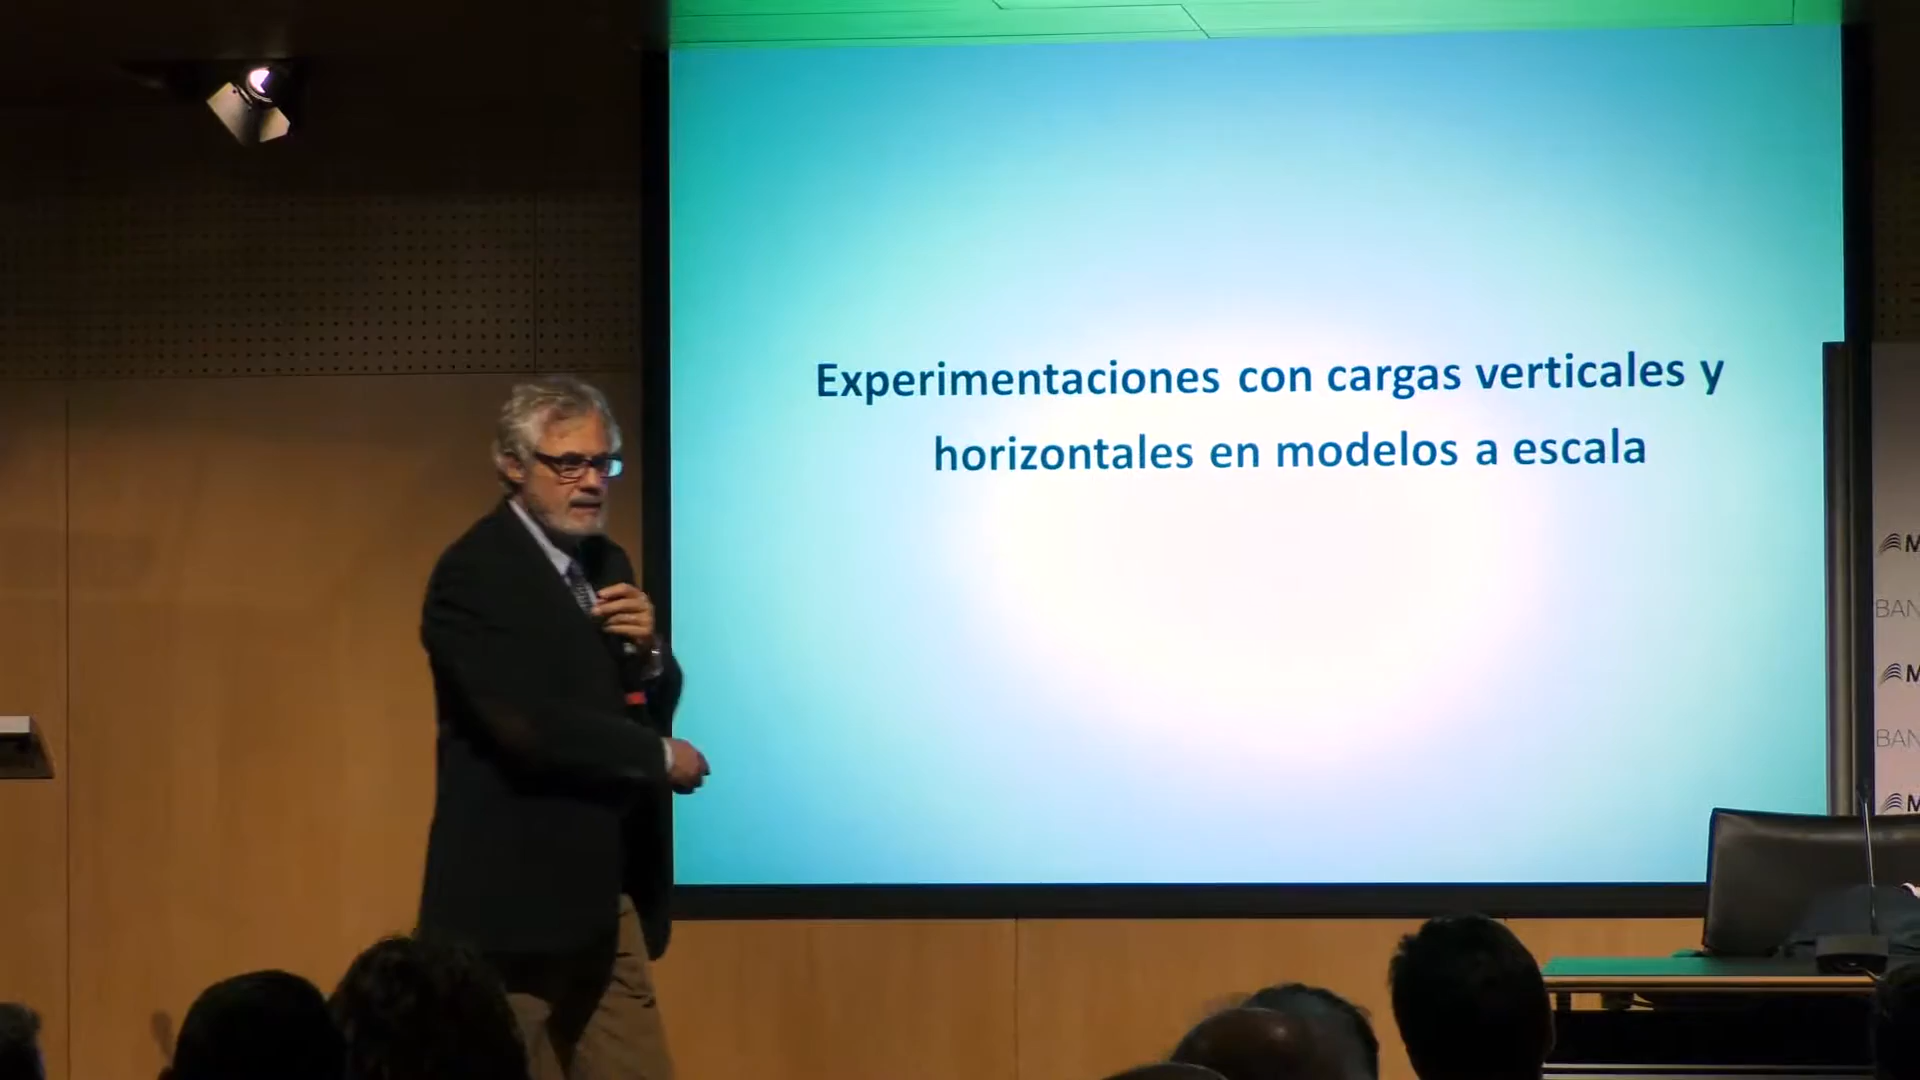 Experimentaciones con cargas verticales y
horizontales en modelos a escala